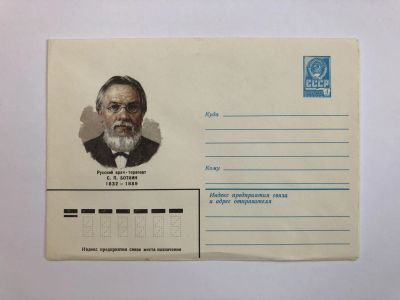 СССР
Куда
Русский врач-терапевт
С. П. БОТКИН
1832 – 1889
Кому
Индекс предприятия связи
и адрес отправителя
Индекс предприятия связи места назначения